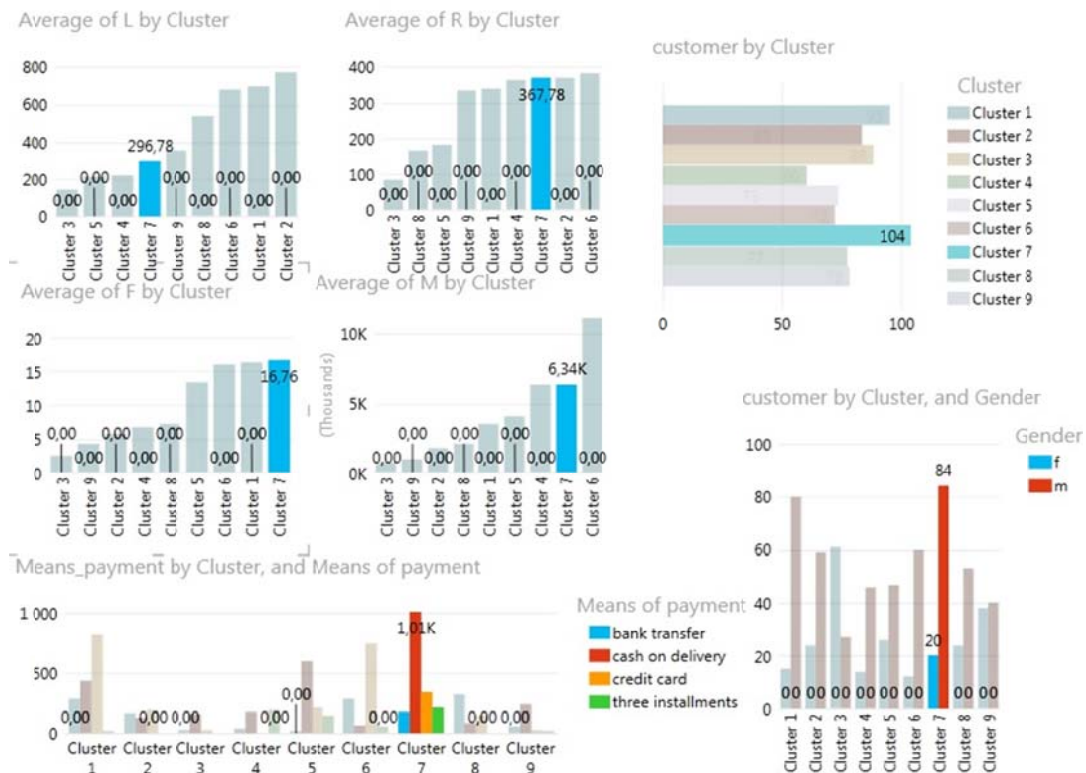 Average of L by Cluster
800
600
400
200
0
296,78
0,00 0,00 0,00 0,00 0,00 0,00 0,00 0,00
Cluster 3
Cluster 5
Cluster 4
Cluster 7
Cluster 9
Cluster 8
Cluster 6
Cluster 1
Cluster 2
Average of R by Cluster
400
300
200
100
0
367,78
0,00 0,00 0,00 0,00 0,00 0,00 0,00 0,00
Cluster 3
Cluster 8
Cluster 5
Cluster 9
Cluster 1
Cluster 4
Cluster 7
Cluster 2
Cluster 6
customer by Cluster
104
0 50 100
Cluster
Cluster 1
Cluster 2
Cluster 3
Cluster 4
Cluster 5
Cluster 6
Cluster 7
Cluster 8
Cluster 9
Average of F by Cluster
20
15
10
5
0
16,76
0,00 0,00 0,00 0,00 0,00 0,00 0,00
Cluster 3
Cluster 9
Cluster 2
Cluster 4
Cluster 8
Cluster 5
Cluster 6
Cluster 1
Cluster 7
Average of M by Cluster
(Thousands)
10K
5K
0K
6,34K
0,00 0,00 0,00 0,00 0,00 0,00 0,00 0,00
Cluster 3
Cluster 9
Cluster 2
Cluster 8
Cluster 1
Cluster 5
Cluster 4
Cluster 7
Cluster 6
customer by Cluster, and Gender
Gender
f
m
100
80
60
40
20
0
20
84
00 00 00 00 00 00 00 00
Cluster 1
Cluster 2
Cluster 3
Cluster 4
Cluster 5
Cluster 6
Cluster 7
Cluster 8
Cluster 9
Means_payment by Cluster, and Means of payment
1 000
500
0
1,01K
0,00 0,00 0,00 0,00 0,00 0,00 0,00 0,00
Cluster 1
Cluster 2
Cluster 3
Cluster 4
Cluster 5
Cluster 6
Cluster 7
Cluster 8
Cluster 9
Means of payment
bank transfer
cash on delivery
credit card
three installments